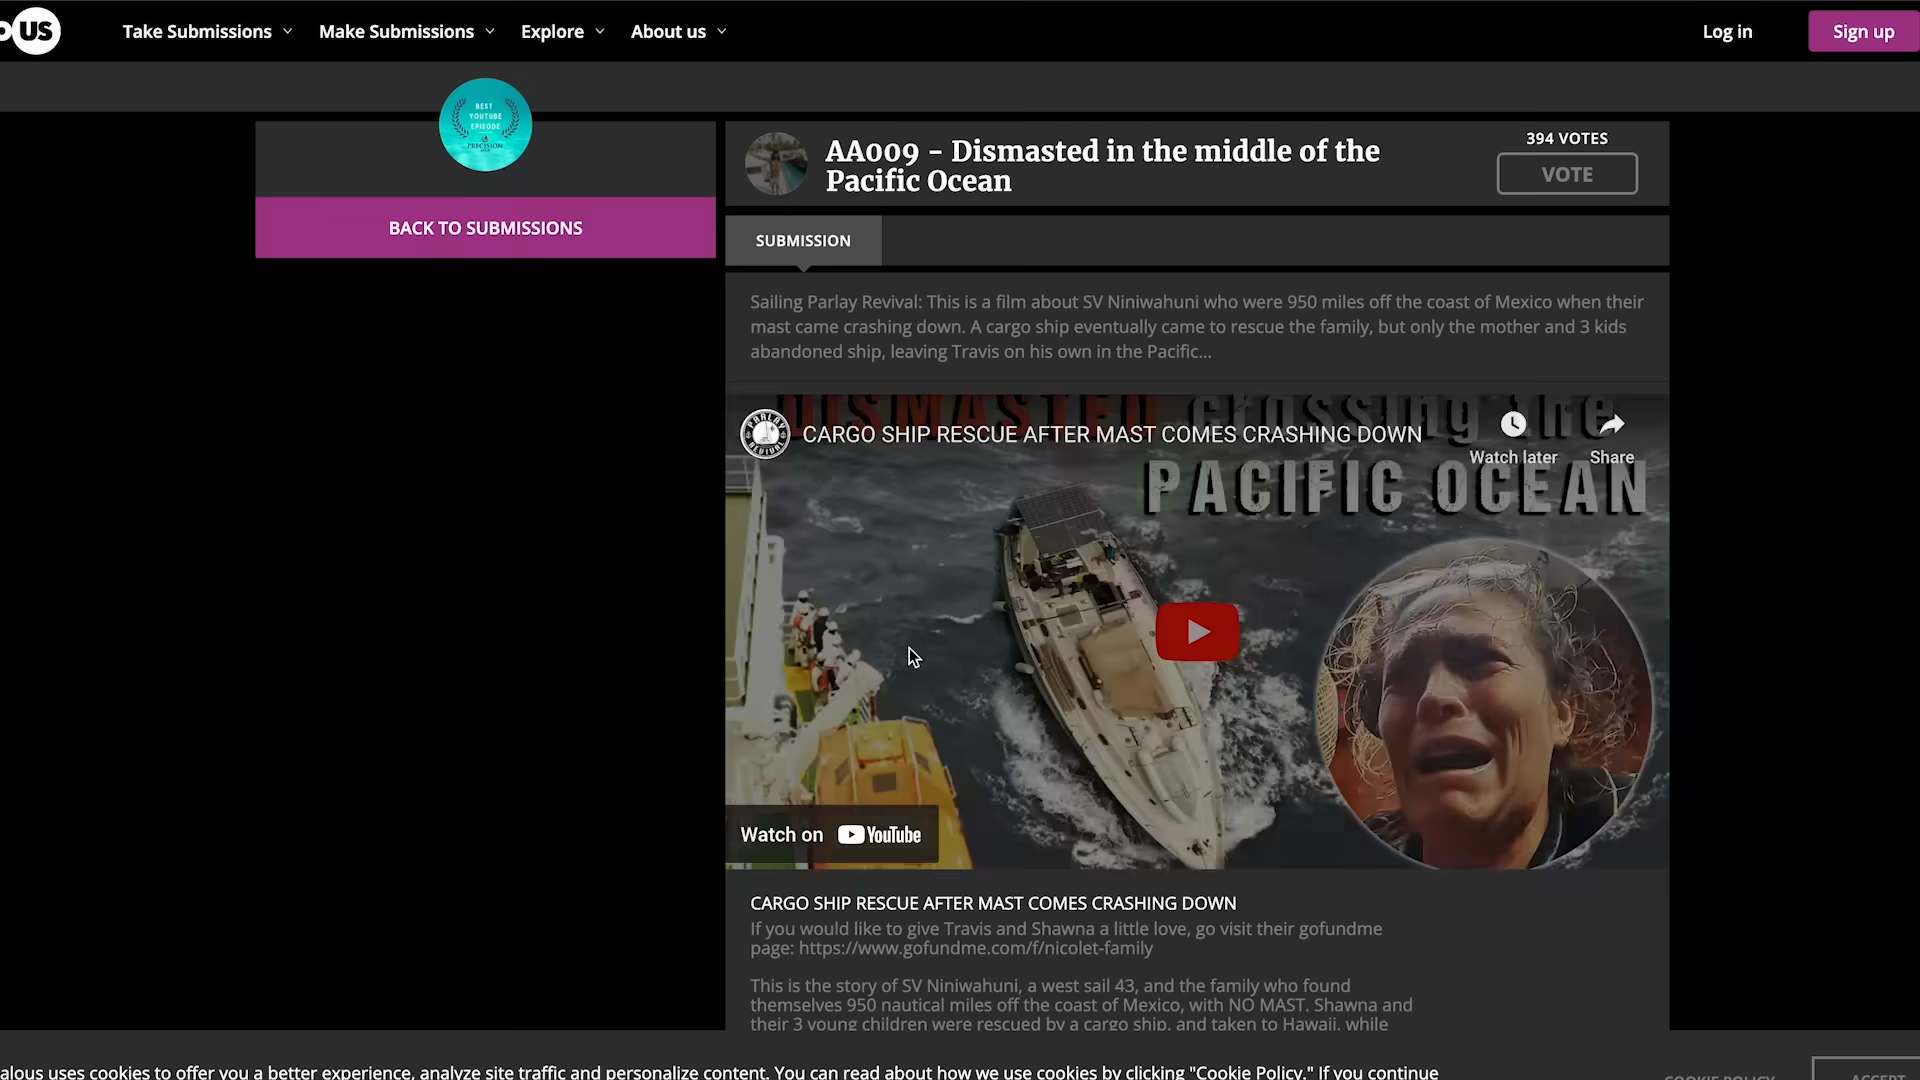 US
Take Submissions
Make Submissions
Explore
About us
Log in
Sign up
BEST
YOUTUBE
EPISODE
PRECISION
BACK TO SUBMISSIONS
AA009 - Dismasted in the middle of the
Pacific Ocean
394 VOTES
VOTE
SUBMISSION
Sailing Parlay Revival: This is a film about SV Niniwahuni who were 950 miles off the coast of Mexico when their
mast came crashing down. A cargo ship eventually came to rescue the family, but only the mother and 3 kids
abandoned ship, leaving Travis on his own in the Pacific...
DISMASTED crossing the
PARLAY
REVIVAL
CARGO SHIP RESCUE AFTER MAST COMES CRASHING DOWN
Watch later
Share
PACIFIC OCEAN
Watch on YouTube
CARGO SHIP RESCUE AFTER MAST COMES CRASHING DOWN
If you would like to give Travis and Shawna a little love, go visit their gofundme
page: https://www.gofundme.com/f/nicolet-family
This is the story of SV Niniwahuni, a west sail 43, and the family who found
themselves 950 nautical miles off the coast of Mexico, with NO MAST. Shawna and
their 3 young children were rescued by a cargo ship, and taken to Hawaii, while
alous uses cookies to offer you a better experience, analyze site traffic and personalize content. You can read about how we use cookies by clicking "Cookie Policy." If you continue
COOKIE POLICY
ACCEPT